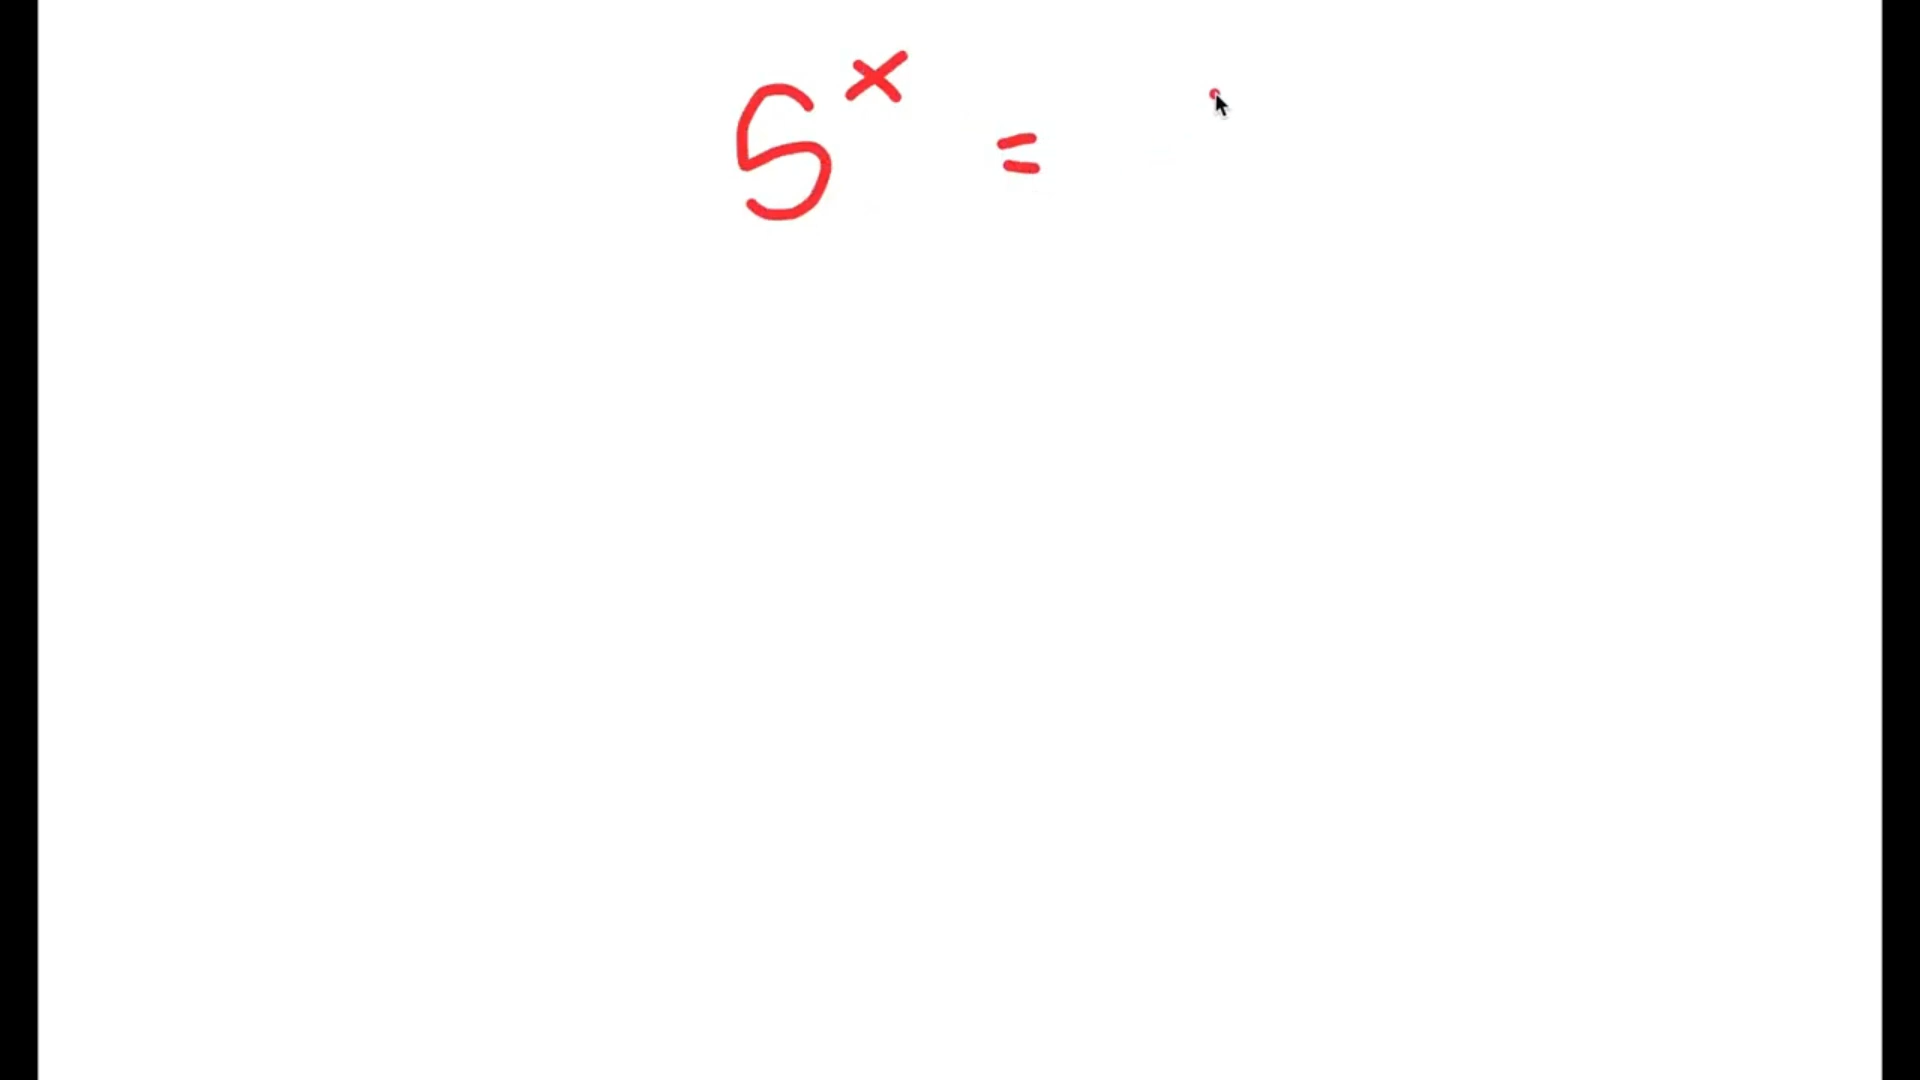 5^x =